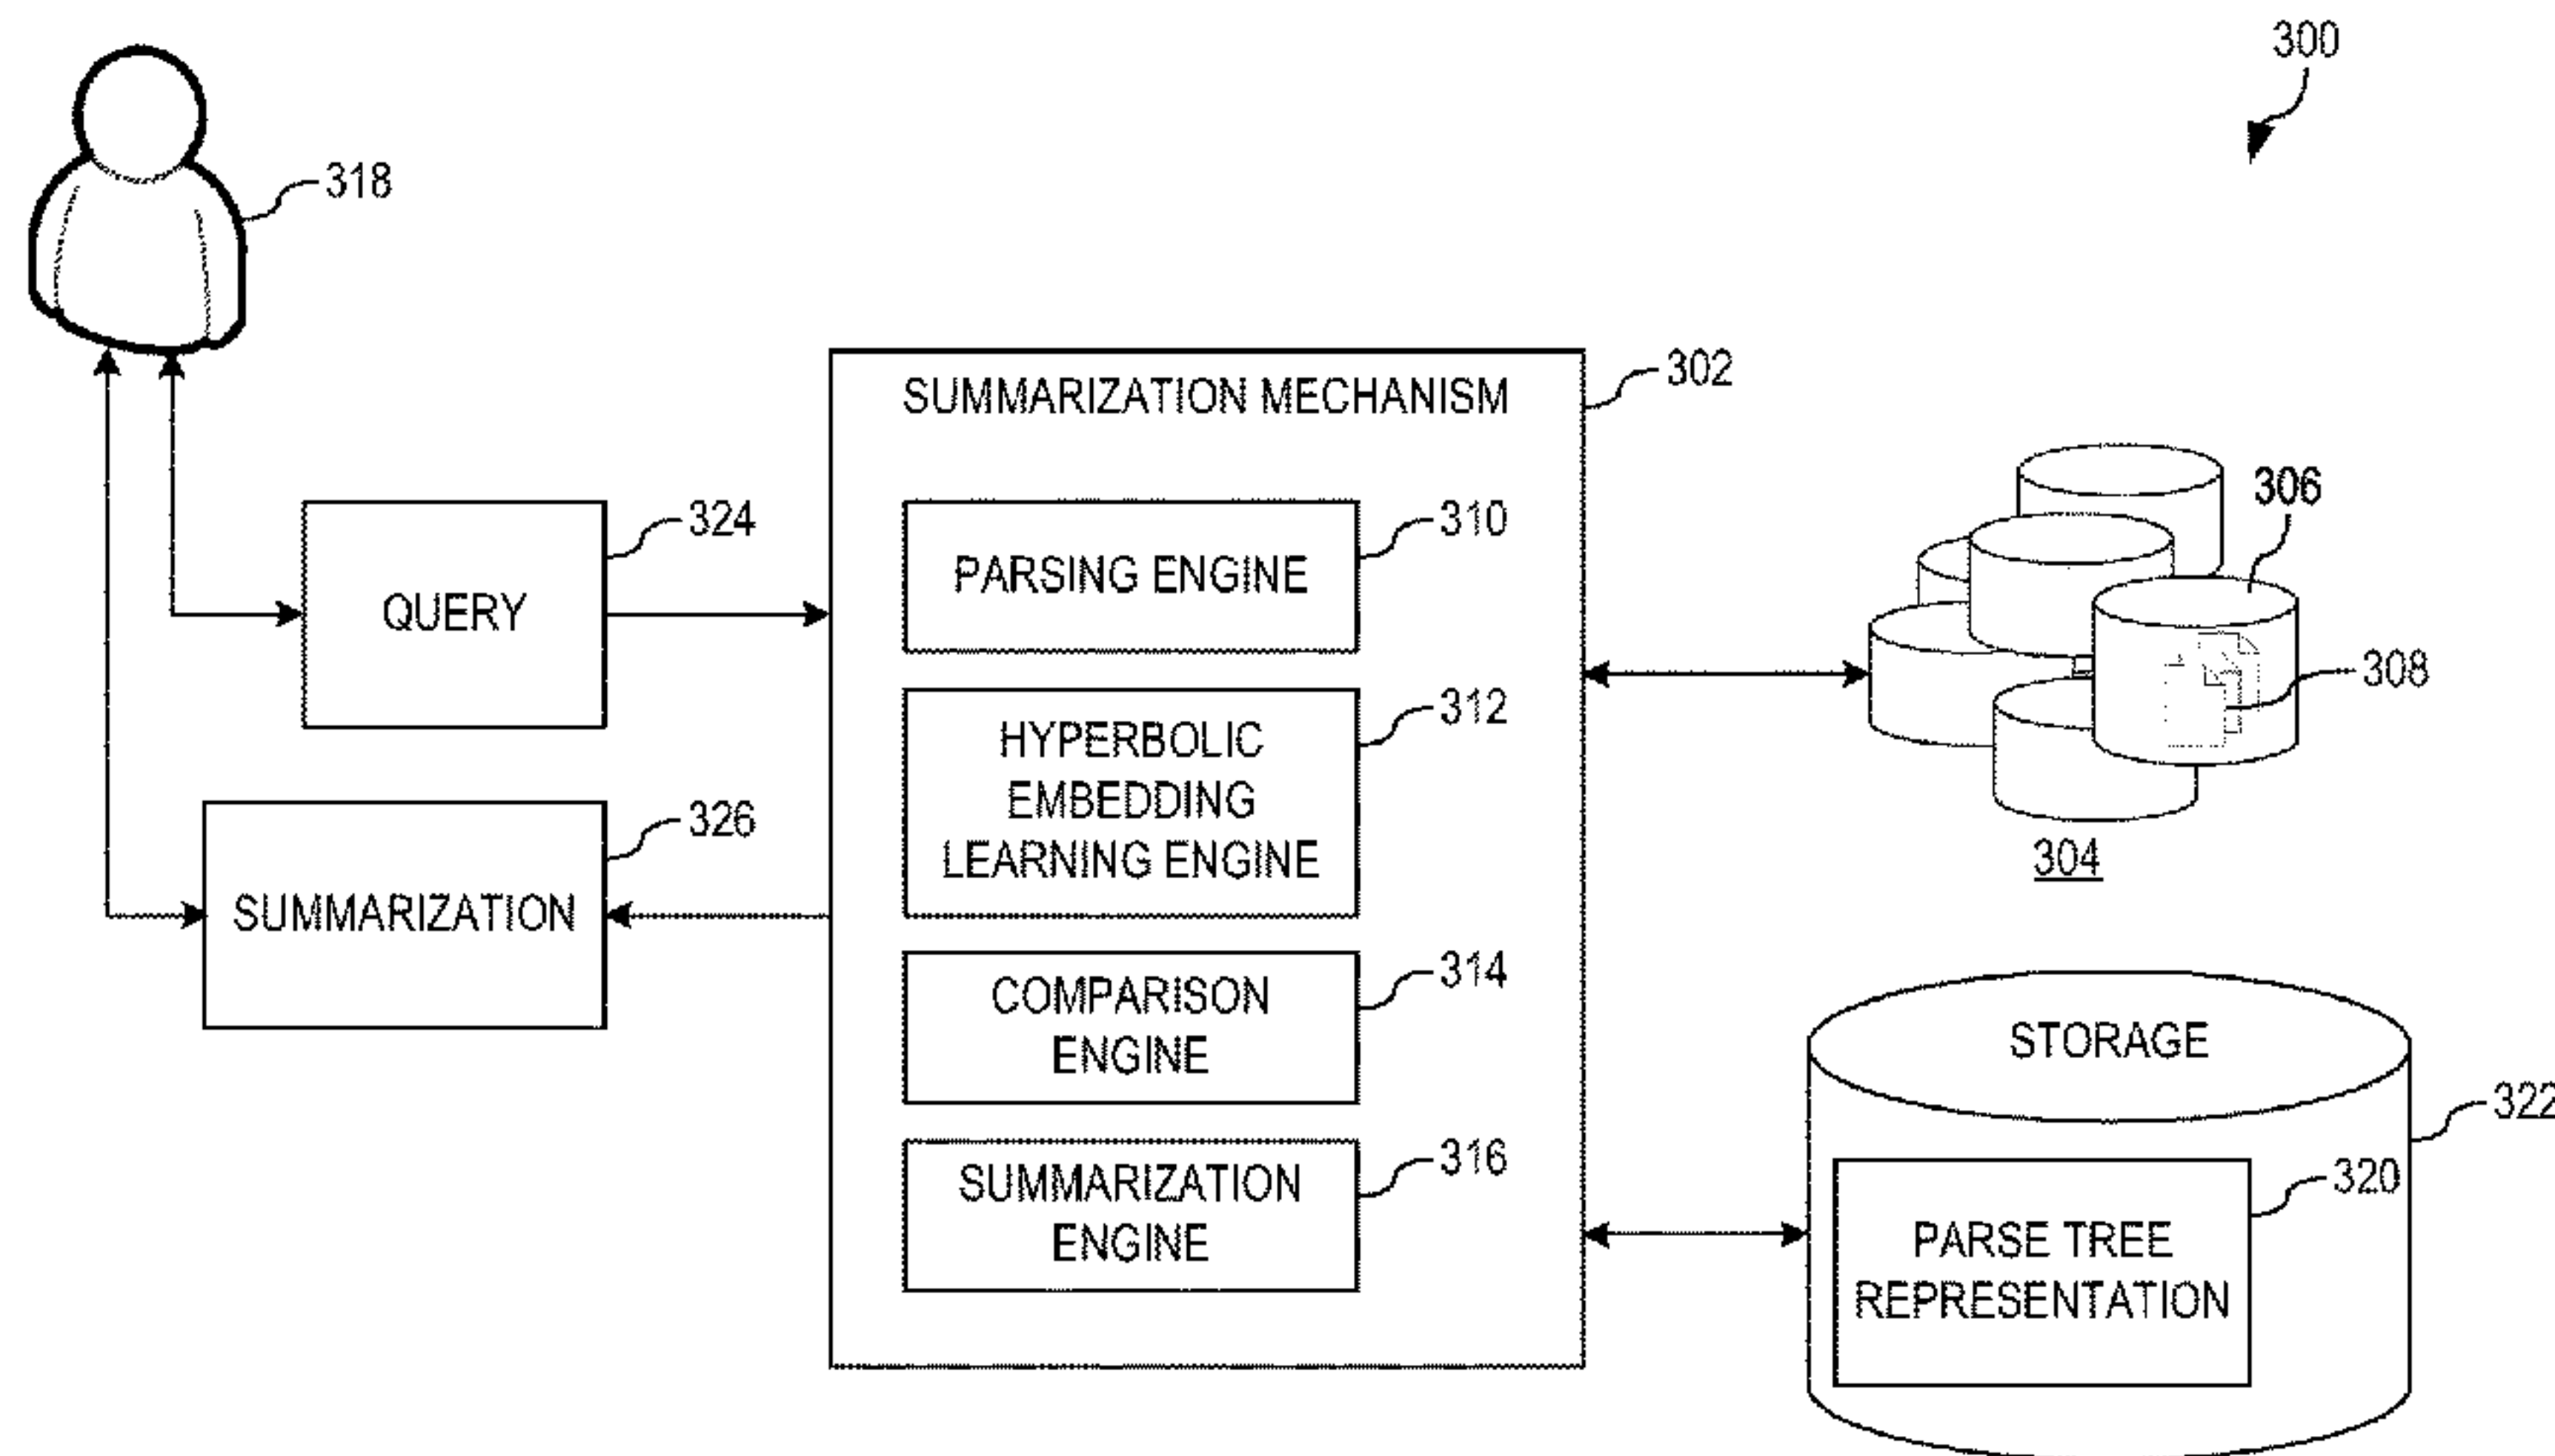 300
318
SUMMARIZATION MECHANISM
302
324
QUERY
310
PARSING ENGINE
306
308
312
HYPERBOLIC
EMBEDDING
LEARNING ENGINE
304
326
SUMMARIZATION
314
COMPARISON
ENGINE
STORAGE
322
316
SUMMARIZATION
ENGINE
320
PARSE TREE
REPRESENTATION